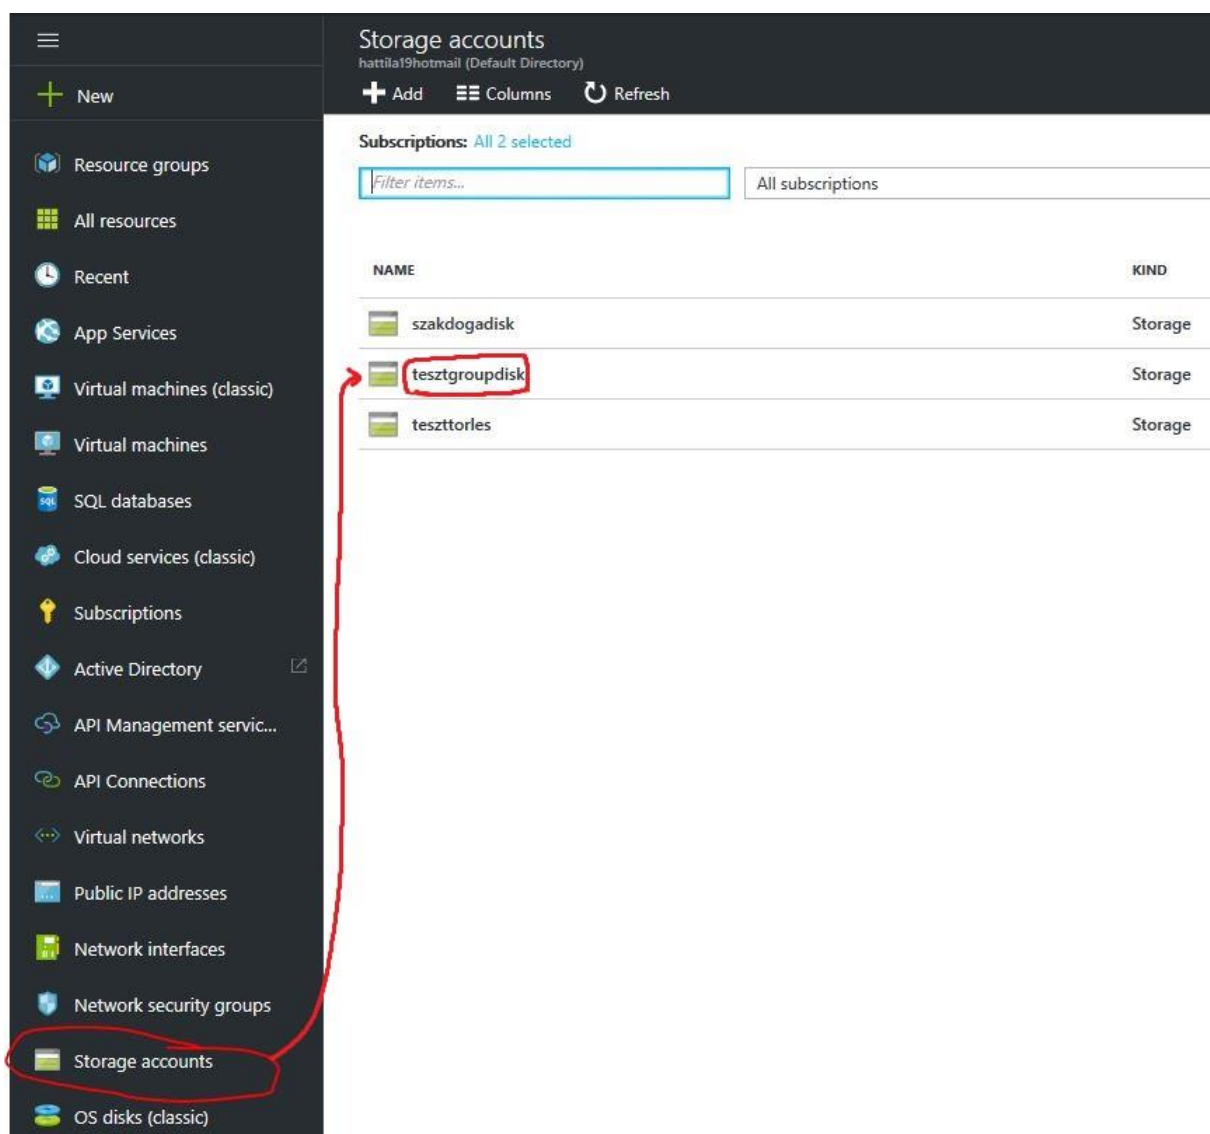 New
Resource groups
All resources
Recent
App Services
Virtual machines (classic)
Virtual machines
SQL databases
Cloud services (classic)
Subscriptions
Active Directory
API Management servic...
API Connections
Virtual networks
Public IP addresses
Network interfaces
Network security groups
Storage accounts
OS disks (classic)
Storage accounts
hattila19hotmail (Default Directory)
Add Columns Refresh
Subscriptions: All 2 selected
Filter items... All subscriptions
NAME KIND
szakdogadisk Storage
tesztgroupdisk Storage
teszttorles Storage